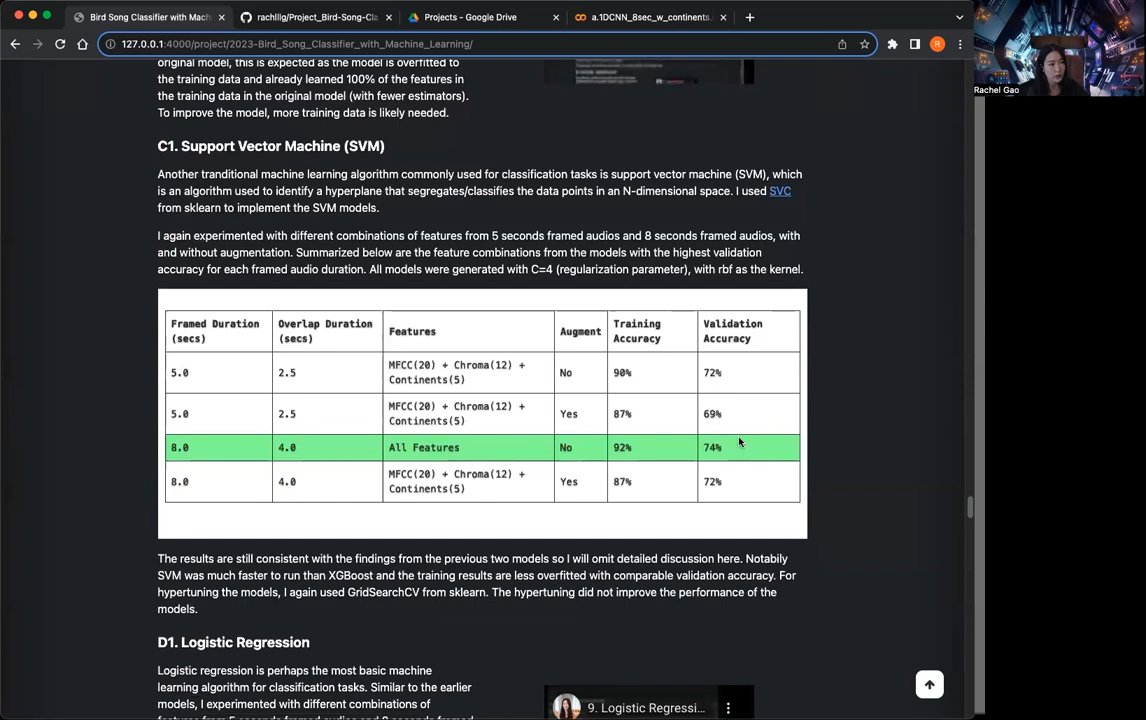 Bird Song Classifier with Mach
rachllg/Project_Bird-Song-Cla
Projects - Google Drive
a.1DCNN_8sec_w_continents.
127.0.0.1:4000/project/2023-Bird_Song_Classifier_with_Machine_Learning/
R
Rachel Gao
original model, this is expected as the model is overfitted to
the training data and already learned 100% of the features in
the training data in the original model (with fewer estimators).
To improve the model, more training data is likely needed.
C1. Support Vector Machine (SVM)
Another tranditional machine learning algorithm commonly used for classification tasks is support vector machine (SVM), which
is an algorithm used to identify a hyperplane that segregates/classifies the data points in an N-dimensional space. I used SVC
from sklearn to implement the SVM models.
I again experimented with different combinations of features from 5 seconds framed audios and 8 seconds framed audios, with
and without augmentation. Summarized below are the feature combinations from the models with the highest validation
accuracy for each framed audio duration. All models were generated with C=4 (regularization parameter), with rbf as the kernel.
Framed Duration (secs) Overlap Duration (secs) Features Augment Training Accuracy Validation Accuracy
5.0 2.5 MFCC(20) + Chroma(12) + Continents(5) No 90% 72%
5.0 2.5 MFCC(20) + Chroma(12) + Continents(5) Yes 87% 69%
8.0 4.0 All Features No 92% 74%
8.0 4.0 MFCC(20) + Chroma(12) + Continents(5) Yes 87% 72%
The results are still consistent with the findings from the previous two models so I will omit detailed discussion here. Notabily
SVM was much faster to run than XGBoost and the training results are less overfitted with comparable validation accuracy. For
hypertuning the models, I again used GridSearchCV from sklearn. The hypertuning did not improve the performance of the
models.
D1. Logistic Regression
Logistic regression is perhaps the most basic machine
learning algorithm for classification tasks. Similar to the earlier
models, I experimented with different combinations of
features from 5 seconds framed audios and 8 seconds framed
9. Logistic Regressi...